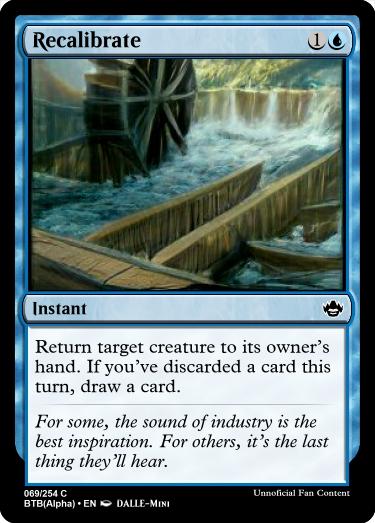 Recalibrate 1
Instant
Return target creature to its owner's
hand. If you've discarded a card this
turn, draw a card.
For some, the sound of industry is the
best inspiration. For others, it's the last
thing they'll hear.
069/254 C
BTB(Alpha) • EN DALLE-Mini
Unnoficial Fan Content